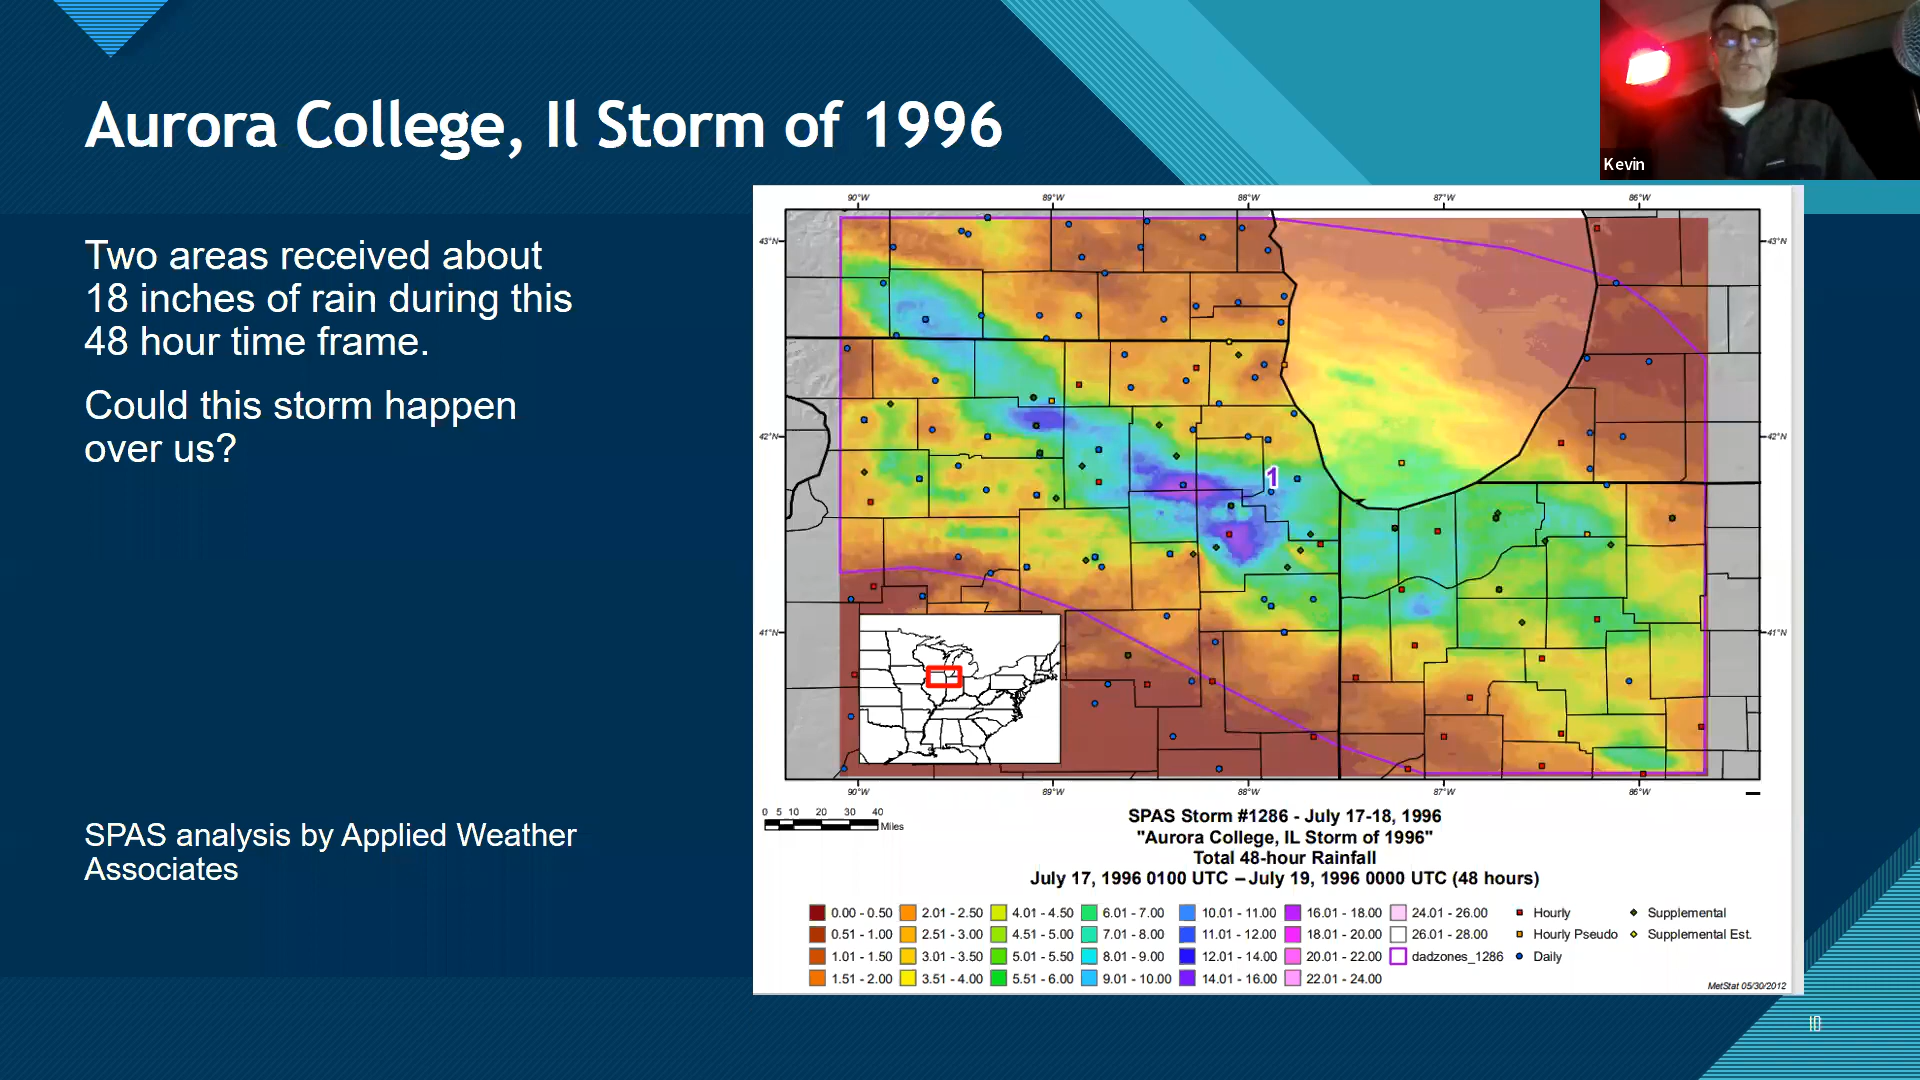 Aurora College, Il Storm of 1996
Kevin
Two areas received about
18 inches of rain during this
48 hour time frame.
Could this storm happen
over us?
SPAS analysis by Applied Weather
Associates
90°W 89°W 88°W 87°W 86°W
43°N 43°N
42°N 42°N
1
41°N 41°N
90°W 89°W 88°W 87°W 86°W
0 5 10 20 30 40
Miles
SPAS Storm #1286 - July 17-18, 1996
"Aurora College, IL Storm of 1996"
Total 48-hour Rainfall
July 17, 1996 0100 UTC – July 19, 1996 0000 UTC (48 hours)
0.00 - 0.50 2.01 - 2.50 4.01 - 4.50 6.01 - 7.00 10.01 - 11.00 16.01 - 18.00 24.01 - 26.00 Hourly Supplemental
0.51 - 1.00 2.51 - 3.00 4.51 - 5.00 7.01 - 8.00 11.01 - 12.00 18.01 - 20.00 26.01 - 28.00 Hourly Pseudo Supplemental Est.
1.01 - 1.50 3.01 - 3.50 5.01 - 5.50 8.01 - 9.00 12.01 - 14.00 20.01 - 22.00 dadzones_1286 Daily
1.51 - 2.00 3.51 - 4.00 5.51 - 6.00 9.01 - 10.00 14.01 - 16.00 22.01 - 24.00
MetStat 05/30/2012
10